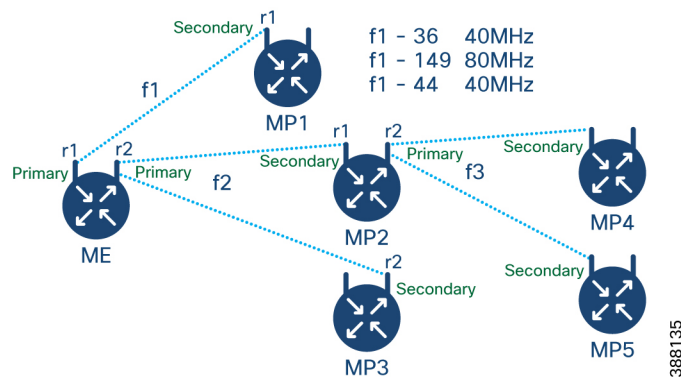 r1
Secondary
f1 - 36 40MHz
f1 - 149 80MHz
f1 - 44 40MHz
f1
MP1
r1
r2
Primary
Primary
ME
r1
r2
Secondary
Primary
Secondary
f2
f3
MP2
MP4
r2
Secondary
Secondary
MP3
MP5
388135